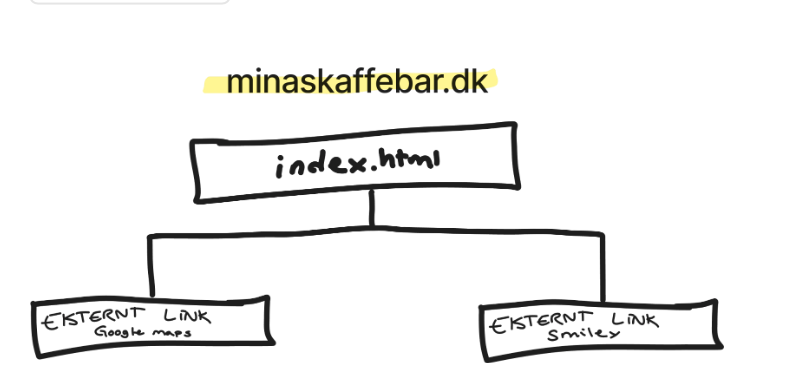 minaskaffebar.dk
index.html
EKSTERNT LINK
Google maps
EKSTERNT LINK
Smiley